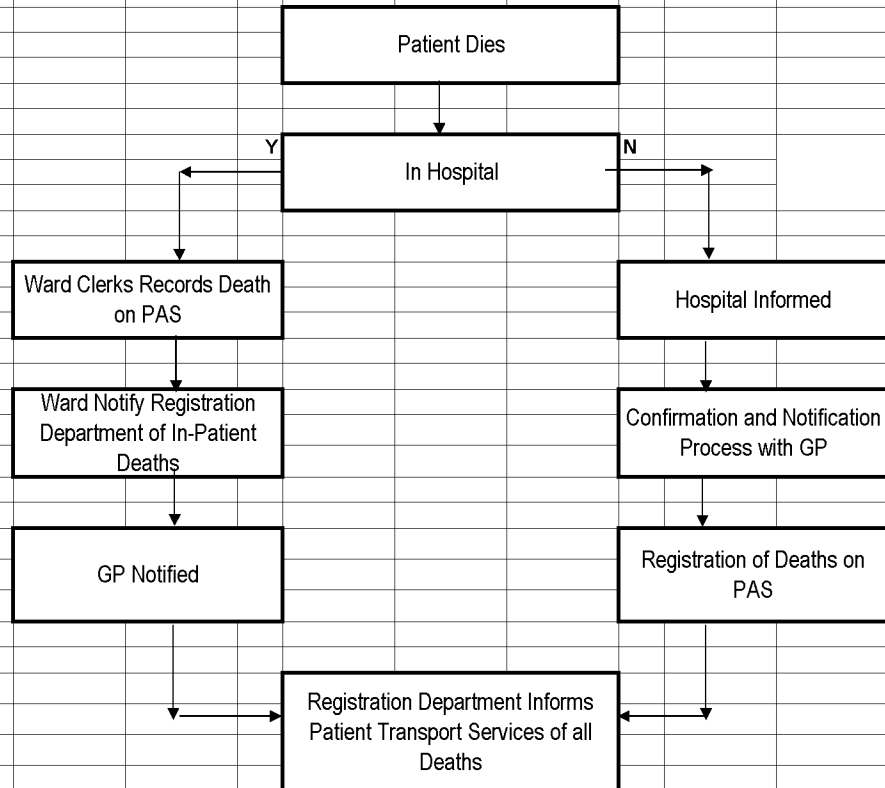 Patient Dies
Y
In Hospital
N
Ward Clerks Records Death
on PAS
Hospital Informed
Ward Notify Registration
Department of In-Patient
Deaths
Confirmation and Notification
Process with GP
GP Notified
Registration of Deaths on
PAS
Registration Department Informs
Patient Transport Services of all
Deaths